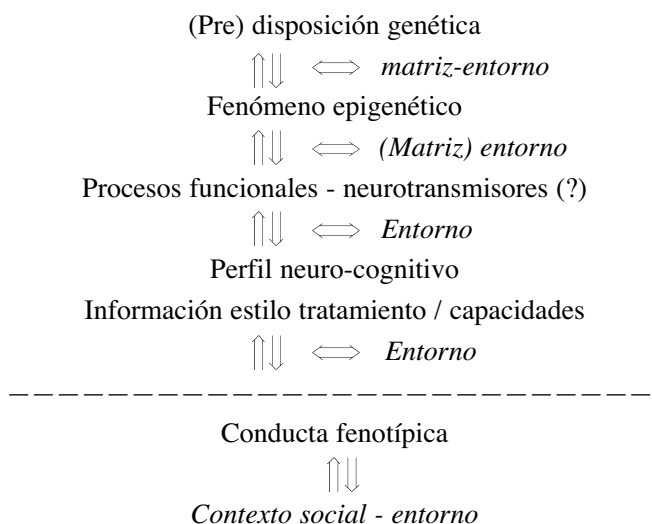 (Pre) disposición genética
⇑⇓ ⟺ matriz-entorno
Fenómeno epigenético
⇑⇓ ⟺ (Matriz) entorno
Procesos funcionales - neurotransmisores (?)
⇑⇓ ⟺ Entorno
Perfil neuro-cognitivo
Información estilo tratamiento / capacidades
⇑⇓ ⟺ Entorno
Conducta fenotípica
⇑⇓
Contexto social - entorno